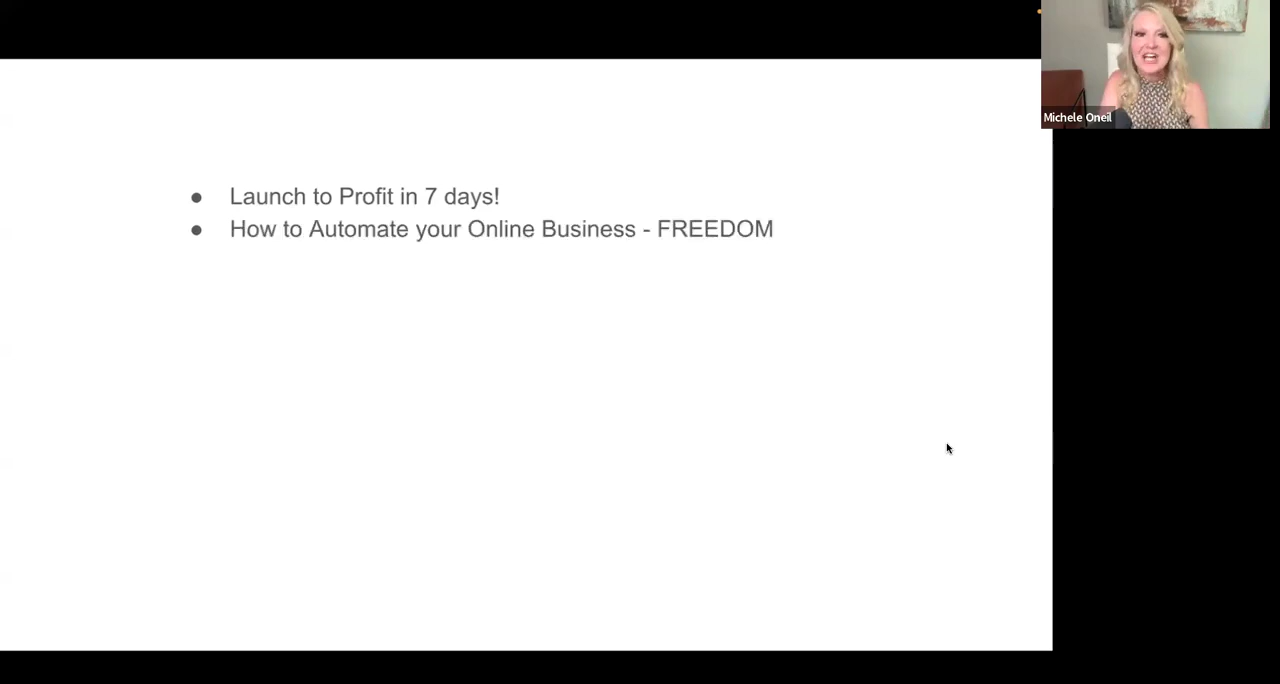 Michele Oneil
● Launch to Profit in 7 days!
● How to Automate your Online Business - FREEDOM